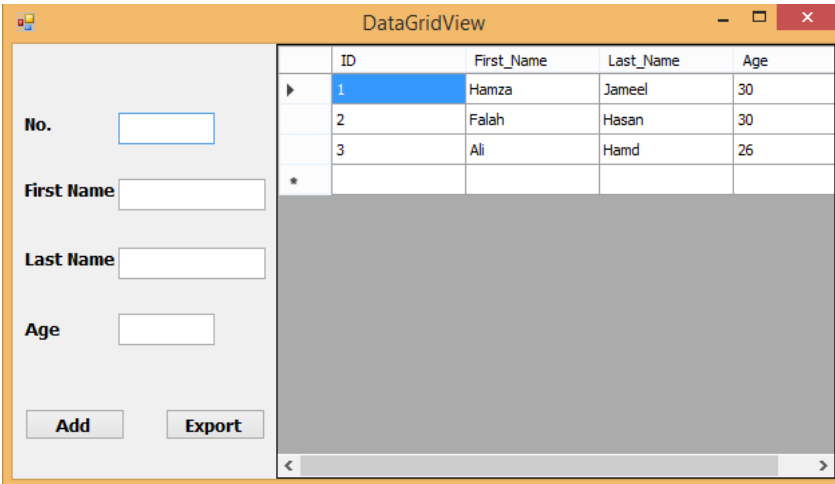 DataGridView
No.
First Name
Last Name
Age
Add Export
ID First_Name Last_Name Age
1 Hamza Jameel 30
2 Falah Hasan 30
3 Ali Hamd 26